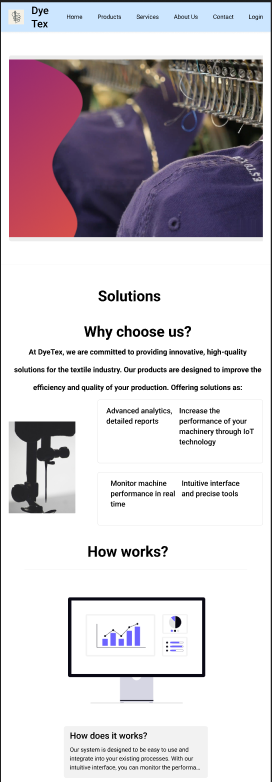 Dye
Tex
Home Products Services About Us Contact Login
Solutions
Why choose us?
At DyeTex, we are committed to providing innovative, high-quality
solutions for the textile industry. Our products are designed to improve the
efficiency and quality of your production. Offering solutions as:
Advanced analytics,
detailed reports
Increase the
performance of your
machinery through IoT
technology
Monitor machine
performance in real
time
Intuitive interface
and precise tools
How works?
How does it works?
Our system is designed to be easy to use and
integrate into your existing processes. With our
intuitive interface, you can monitor the performa...